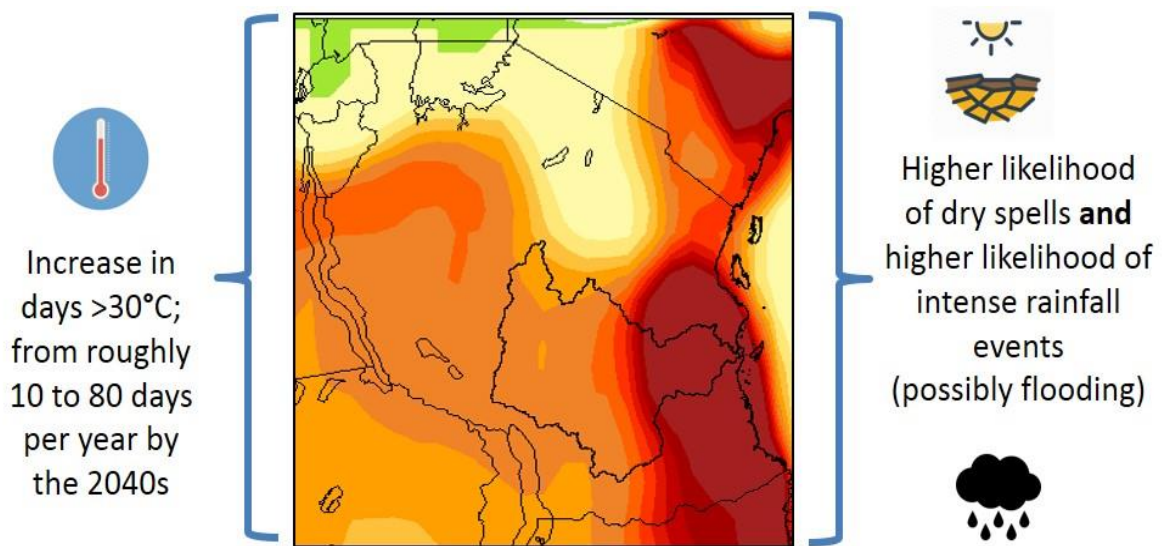 Increase in
days >30°C;
from roughly
10 to 80 days
per year by
the 2040s
Higher likelihood
of dry spells and
higher likelihood of
intense rainfall
events
(possibly flooding)